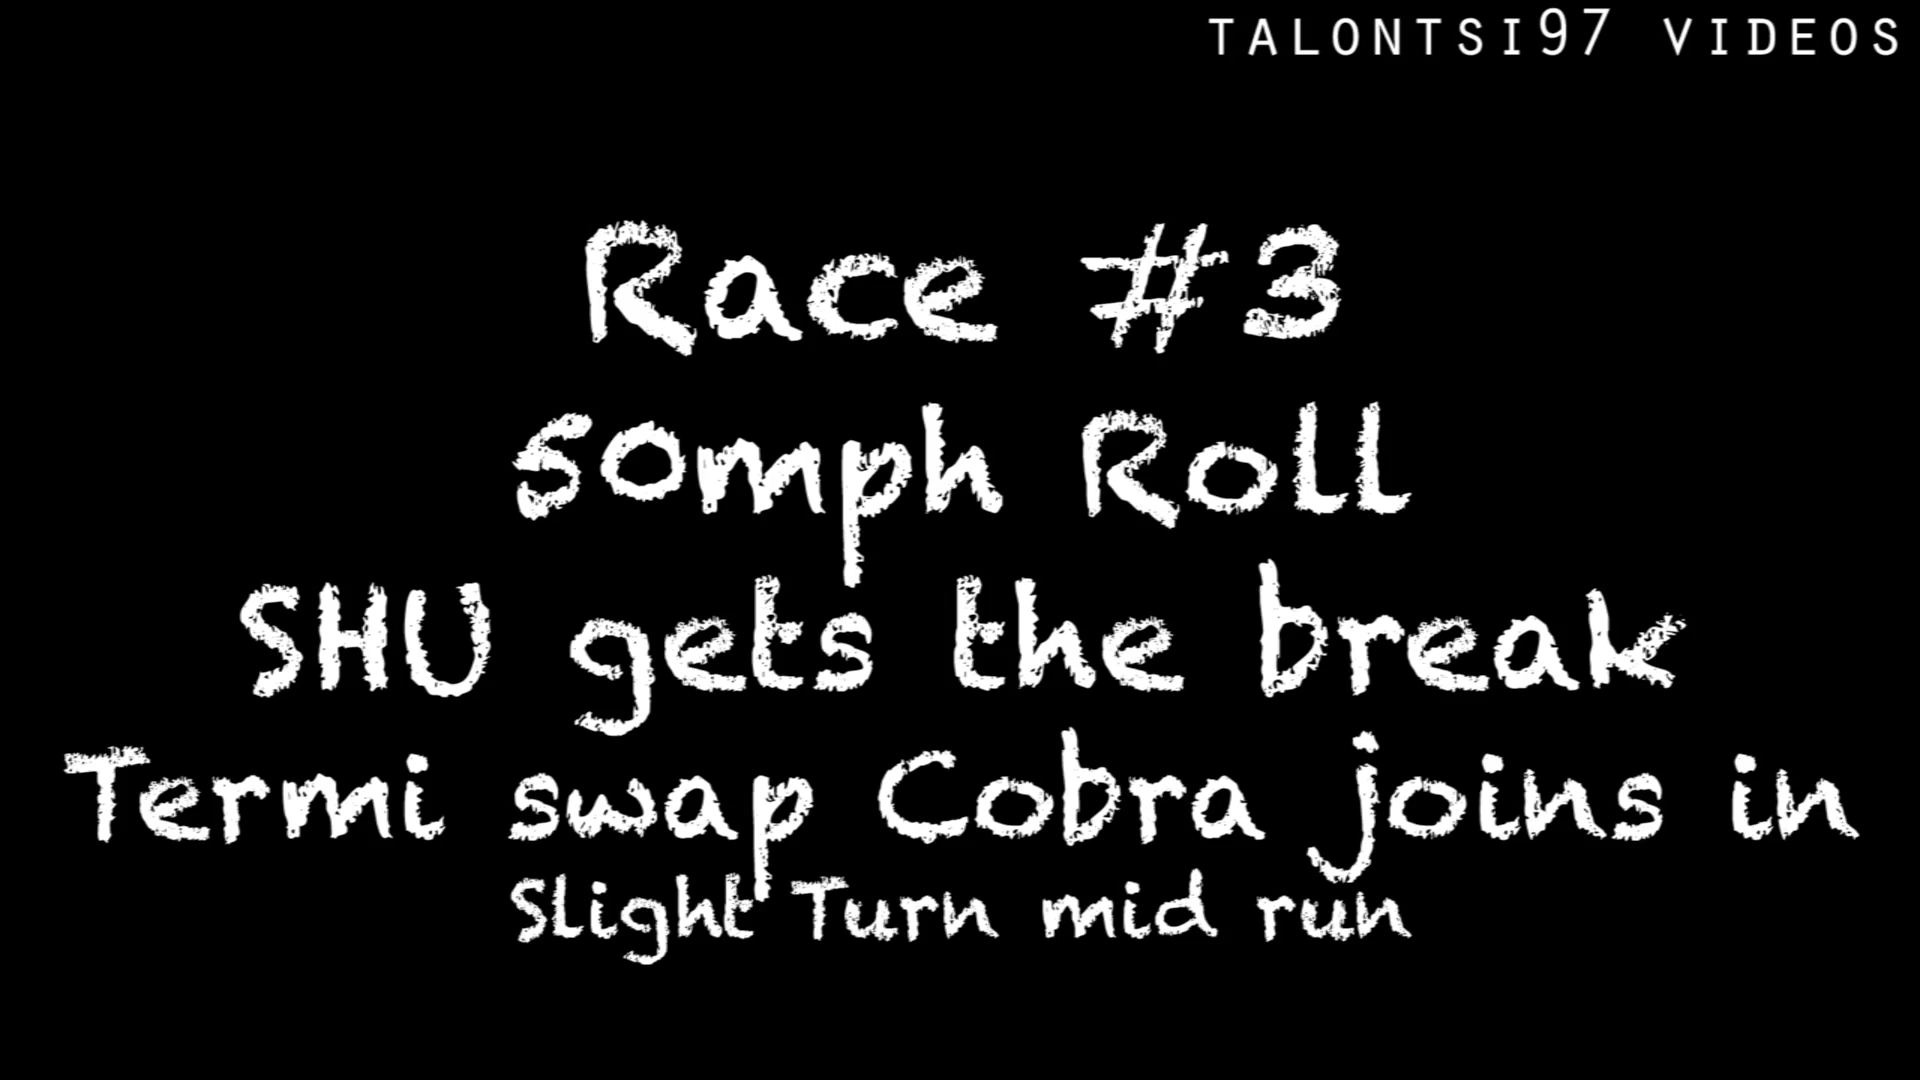 TALONTSI97 VIDEOS
Race #3
50mph Roll
SHU gets the break
Termi swap Cobra joins in
Slight Turn mid run